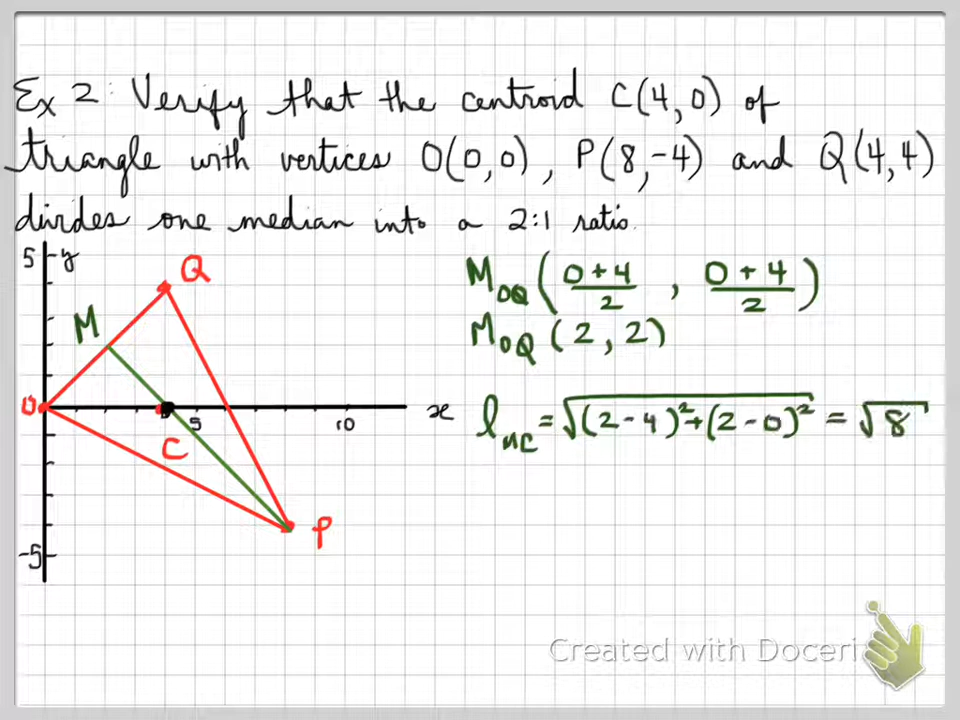 Ex 2: Verify that the centroid C(4,0) of
triangle with vertices O(0,0), P(8,-4) and Q(4,4)
divides one median into a 2:1 ratio.
5 y
Q
M
O
C
5
10
x
P
-5
M_OQ ( (0+4)/2 , (0+4)/2 )
M_OQ (2, 2)
l_MC = √((2-4)²+(2-0)²) = √8
Created with Doceri